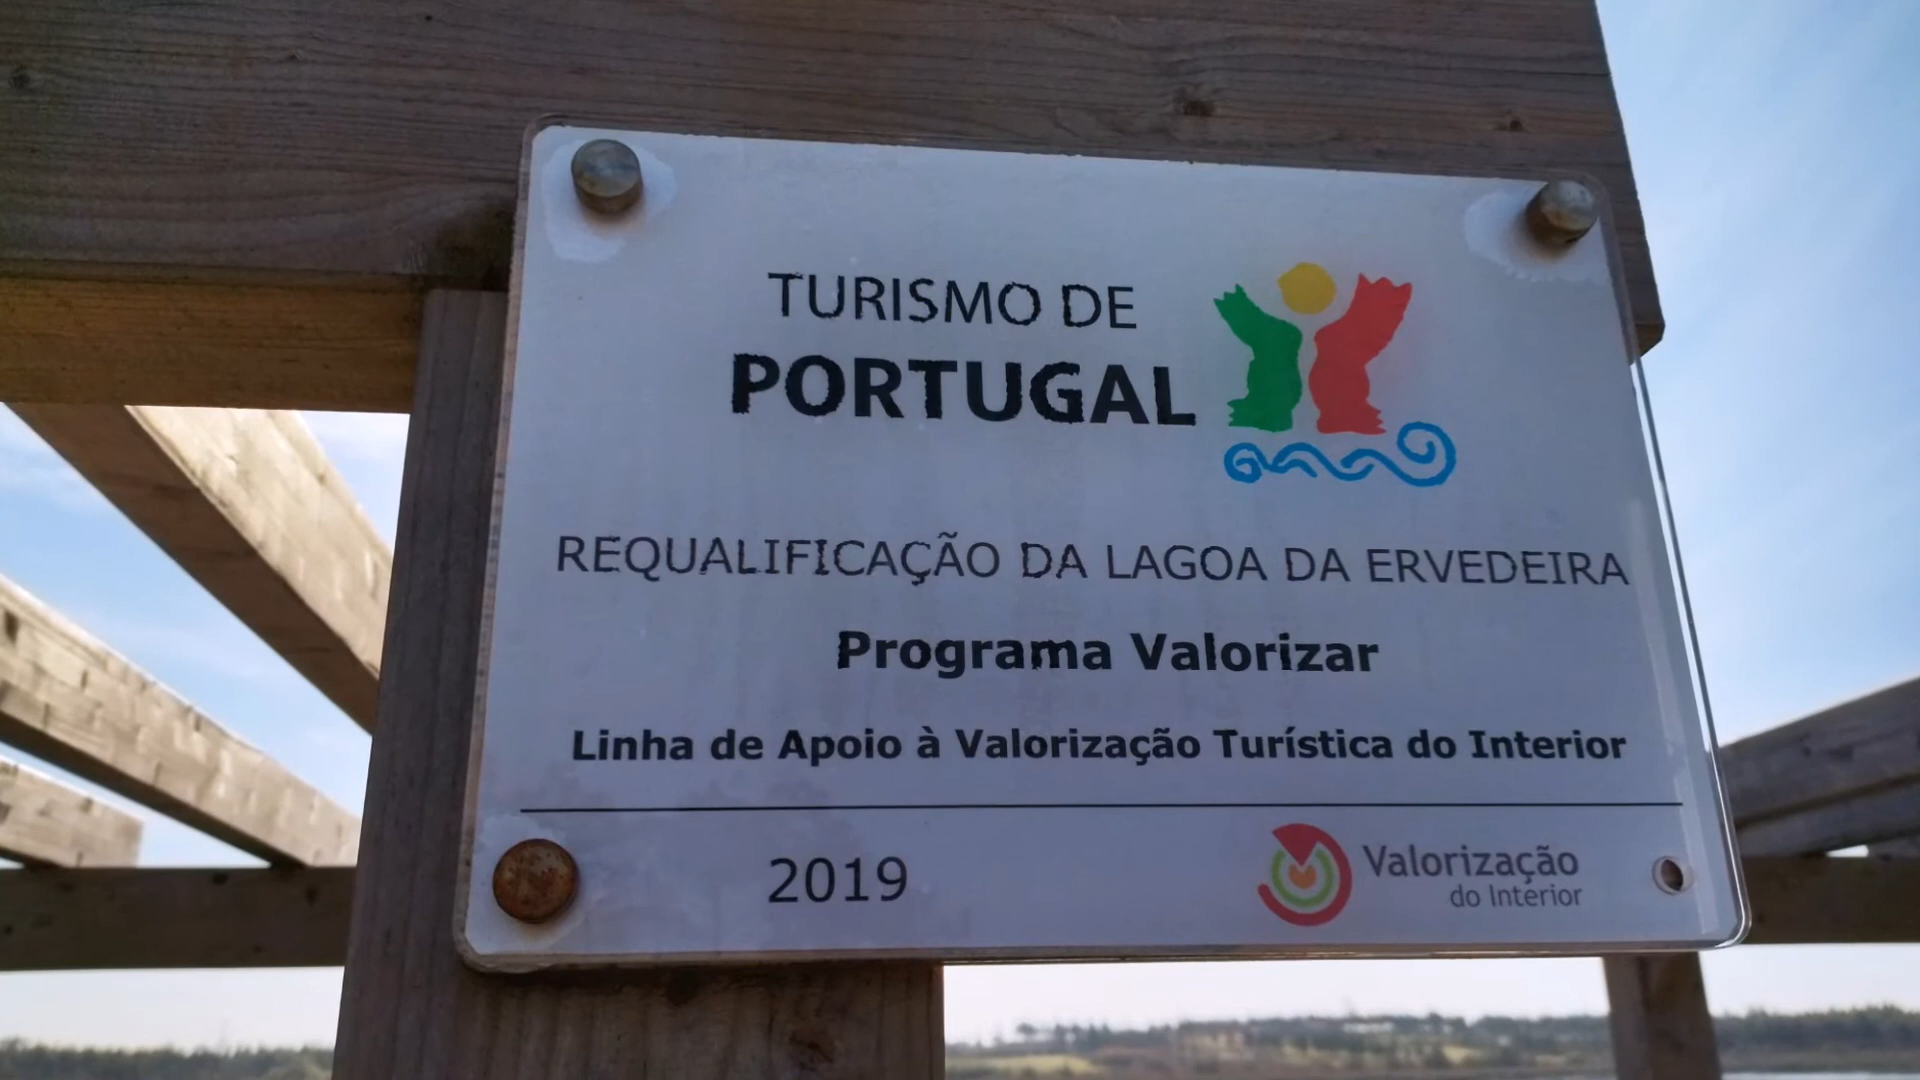 TURISMO DE
PORTUGAL
REQUALIFICAÇÃO DA LAGOA DA ERVEDEIRA
Programa Valorizar
Linha de Apoio à Valorização Turística do Interior
2019
Valorização
do Interior